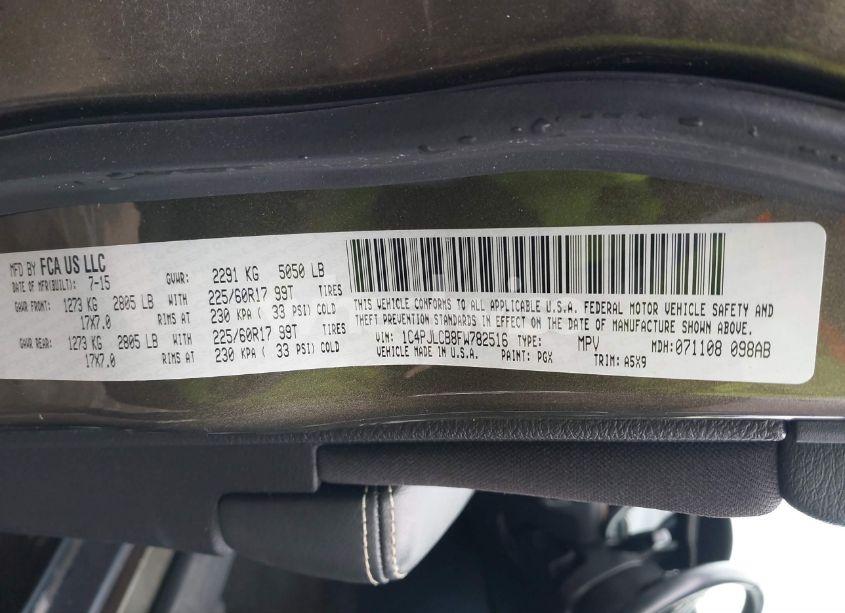 MFD BY FCA US LLC
DATE OF MFR(BUILT): 7-15 GVWR: 2291 KG 5050 LB
GAWR FRONT: 1273 KG 2805 LB WITH 225/60R17 99T TIRES
17X7.0 RIMS AT 230 KPA ( 33 PSI) COLD
GAWR REAR: 1273 KG 2805 LB WITH 225/60R17 99T TIRES
17X7.0 RIMS AT 230 KPA ( 33 PSI) COLD
THIS VEHICLE CONFORMS TO ALL APPLICABLE U.S.A. FEDERAL MOTOR VEHICLE SAFETY AND
THEFT PREVENTION STANDARDS IN EFFECT ON THE DATE OF MANUFACTURE SHOWN ABOVE.
VIN: 1C4PJLCB8FW782516 TYPE: MPV MDH:071108 098AB
VEHICLE MADE IN U.S.A. PAINT: PGX TRIM: A5X9